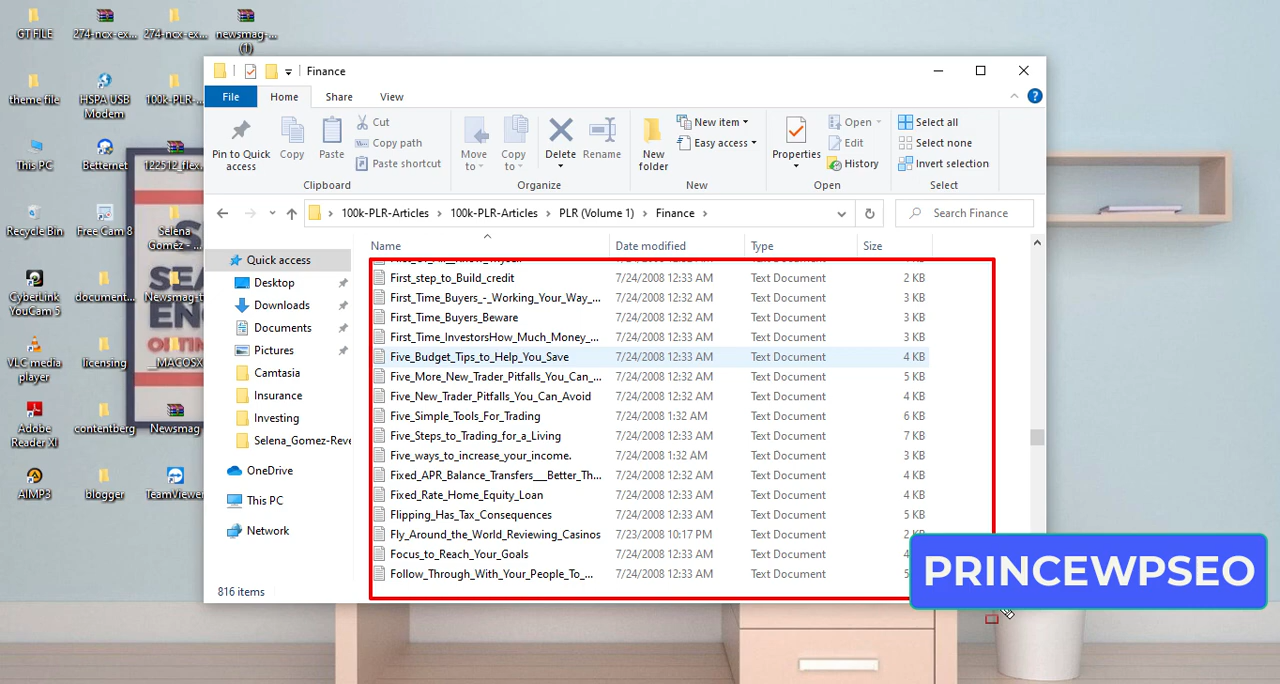 GT FILE
274-ncx-ex...
274-ncx-ex...
newsmag-...
(1)
theme file
HSPA USB
Modem
100k-PLR-...
This PC
Betternet
122512_flex...
Recycle Bin
Free Cam 8
Selena
Gomez - ...
CyberLink
YouCam 5
document...
Newsmag-t
VLC media
player
licensing
__MACOSX
Adobe
Reader XI
contentberg
Newsmag
AIMP3
blogger
TeamViewer
Finance
File
Home
Share
View
Pin to Quick
access
Copy
Paste
Cut
Copy path
Paste shortcut
Clipboard
Move
to
Copy
to
Delete
Rename
Organize
New
folder
New item
Easy access
New
Properties
Open
Edit
History
Open
Select all
Select none
Invert selection
Select
100k-PLR-Articles
100k-PLR-Articles
PLR (Volume 1)
Finance
Search Finance
Quick access
Desktop
Downloads
Documents
Pictures
Camtasia
Insurance
Investing
Selena_Gomez-Reve
OneDrive
This PC
Network
Name Date modified Type Size
First_step_to_Build_credit 7/24/2008 12:33 AM Text Document 2 KB
First_Time_Buyers_-_Working_Your_Way_... 7/24/2008 12:32 AM Text Document 3 KB
First_Time_Buyers_Beware 7/24/2008 12:33 AM Text Document 3 KB
First_Time_InvestorsHow_Much_Money_... 7/24/2008 12:33 AM Text Document 3 KB
Five_Budget_Tips_to_Help_You_Save 7/24/2008 12:33 AM Text Document 4 KB
Five_More_New_Trader_Pitfalls_You_Can_... 7/24/2008 12:32 AM Text Document 5 KB
Five_New_Trader_Pitfalls_You_Can_Avoid 7/24/2008 12:32 AM Text Document 4 KB
Five_Simple_Tools_For_Trading 7/24/2008 1:32 AM Text Document 6 KB
Five_Steps_to_Trading_for_a_Living 7/24/2008 12:33 AM Text Document 7 KB
Five_ways_to_increase_your_income. 7/24/2008 1:32 AM Text Document 3 KB
Fixed_APR_Balance_Transfers___Better_Th... 7/24/2008 12:32 AM Text Document 4 KB
Fixed_Rate_Home_Equity_Loan 7/24/2008 12:33 AM Text Document 4 KB
Flipping_Has_Tax_Consequences 7/24/2008 12:33 AM Text Document 5 KB
Fly_Around_the_World_Reviewing_Casinos 7/23/2008 10:17 PM Text Document 2 KB
Focus_to_Reach_Your_Goals 7/24/2008 12:33 AM Text Document 4
Follow_Through_With_Your_People_To_... 7/24/2008 12:33 AM Text Document 5
816 items
PRINCEWPSEO